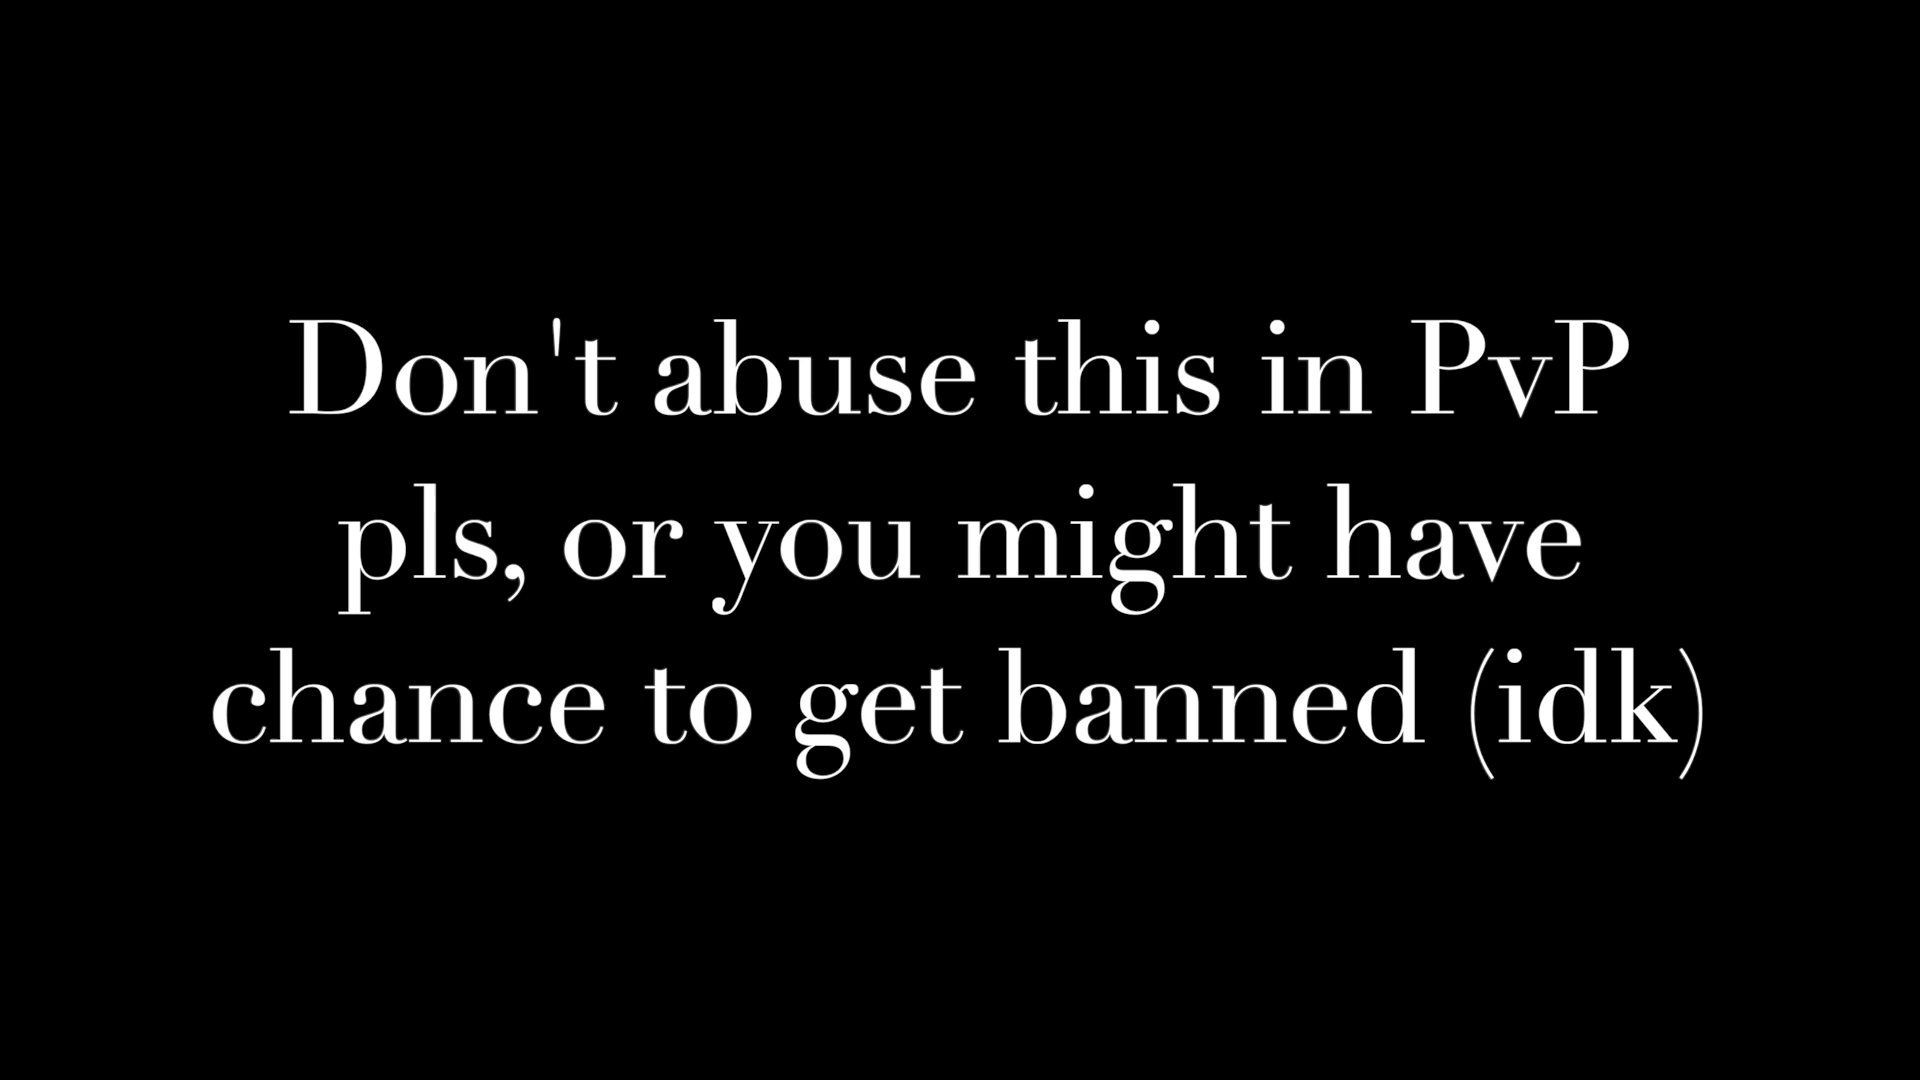 Don't abuse this in PvP
pls, or you might have
chance to get banned (idk)